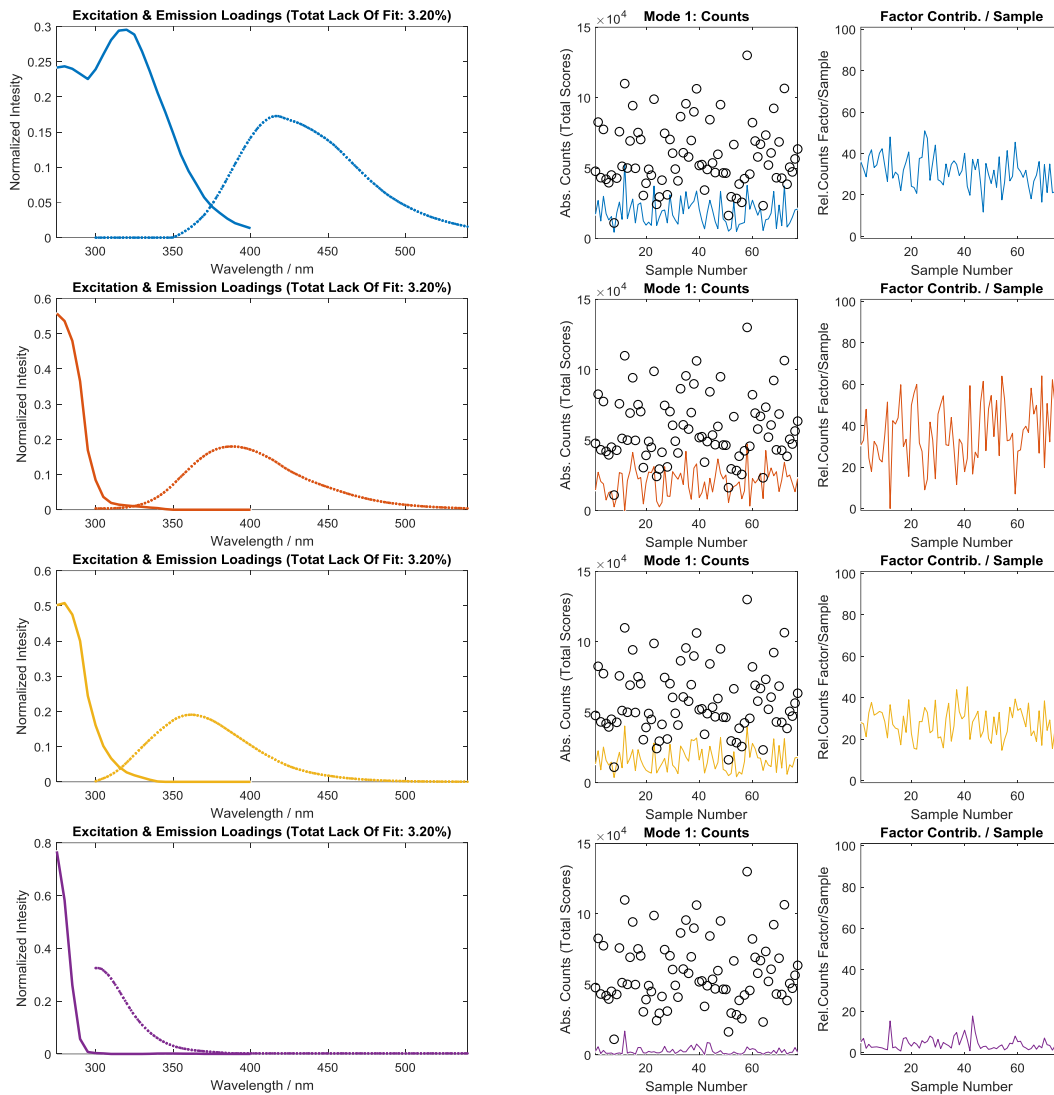 Excitation & Emission Loadings (Totat Lack Of Fit: 3.20%)
Mode 1: Counts
Factor Contrib. / Sample
0.3
0.25
0.2
0.15
0.1
0.05
0
Normalized Intesity
300 350 400 450 500
Wavelength / nm
×10^4
15
10
5
0
Abs. Counts (Total Scores)
20 40 60
Sample Number
100
80
60
40
20
0
Rel.Counts Factor/Sample
20 40 60
Sample Number
Excitation & Emission Loadings (Totat Lack Of Fit: 3.20%)
Mode 1: Counts
Factor Contrib. / Sample
0.6
0.5
0.4
0.3
0.2
0.1
0
Normalized Intesity
300 350 400 450 500
Wavelength / nm
×10^4
15
10
5
0
Abs. Counts (Total Scores)
20 40 60
Sample Number
100
80
60
40
20
0
Rel.Counts Factor/Sample
20 40 60
Sample Number
Excitation & Emission Loadings (Totat Lack Of Fit: 3.20%)
Mode 1: Counts
Factor Contrib. / Sample
0.6
0.5
0.4
0.3
0.2
0.1
0
Normalized Intesity
300 350 400 450 500
Wavelength / nm
×10^4
15
10
5
0
Abs. Counts (Total Scores)
20 40 60
Sample Number
100
80
60
40
20
0
Rel.Counts Factor/Sample
20 40 60
Sample Number
Excitation & Emission Loadings (Totat Lack Of Fit: 3.20%)
Mode 1: Counts
Factor Contrib. / Sample
0.8
0.6
0.4
0.2
0
Normalized Intesity
300 350 400 450 500
Wavelength / nm
×10^4
15
10
5
0
Abs. Counts (Total Scores)
20 40 60
Sample Number
100
80
60
40
20
0
Rel.Counts Factor/Sample
20 40 60
Sample Number